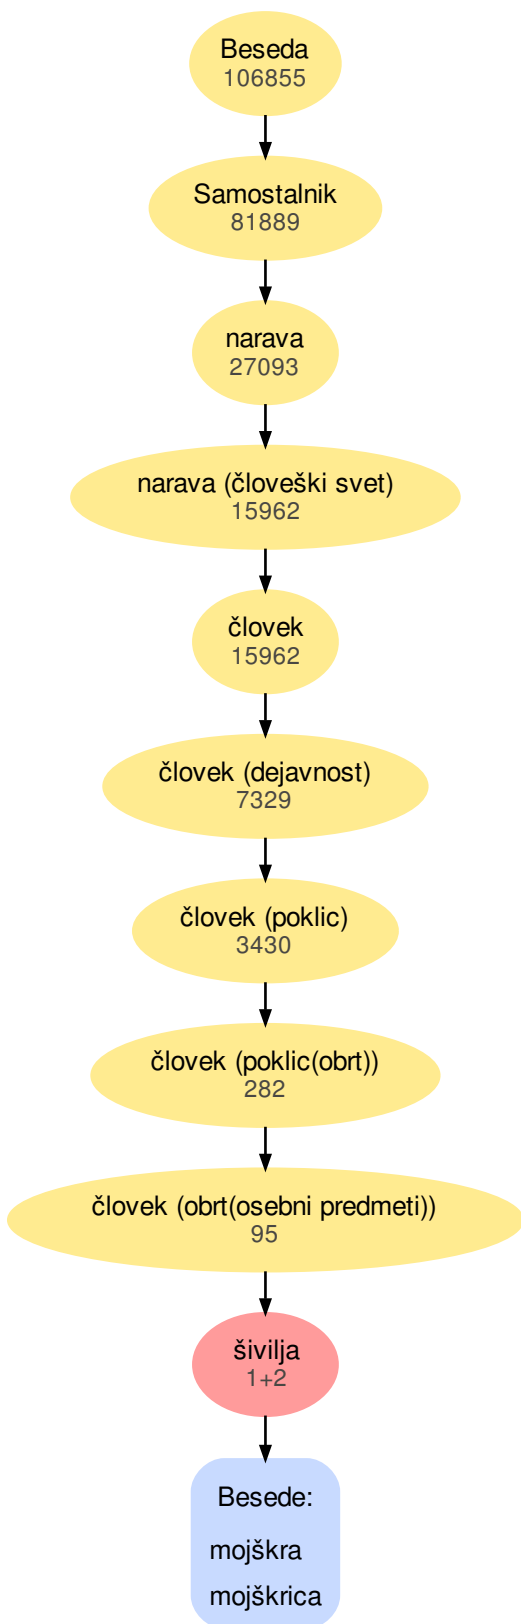 Beseda
106855
Samostalnik
81889
narava
27093
narava (človeški svet)
15962
človek
15962
človek (dejavnost)
7329
človek (poklic)
3430
človek (poklic(obrt))
282
človek (obrt(osebni predmeti))
95
šivilja
1+2
Besede:
mojškra
mojškrica